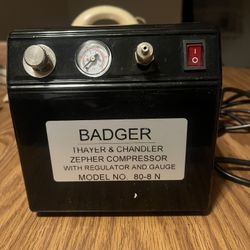 BADGER
THAYER & CHANDLER
ZEPHER COMPRESSOR
WITH REGULATOR AND GAUGE
MODEL NO. 80-8 N